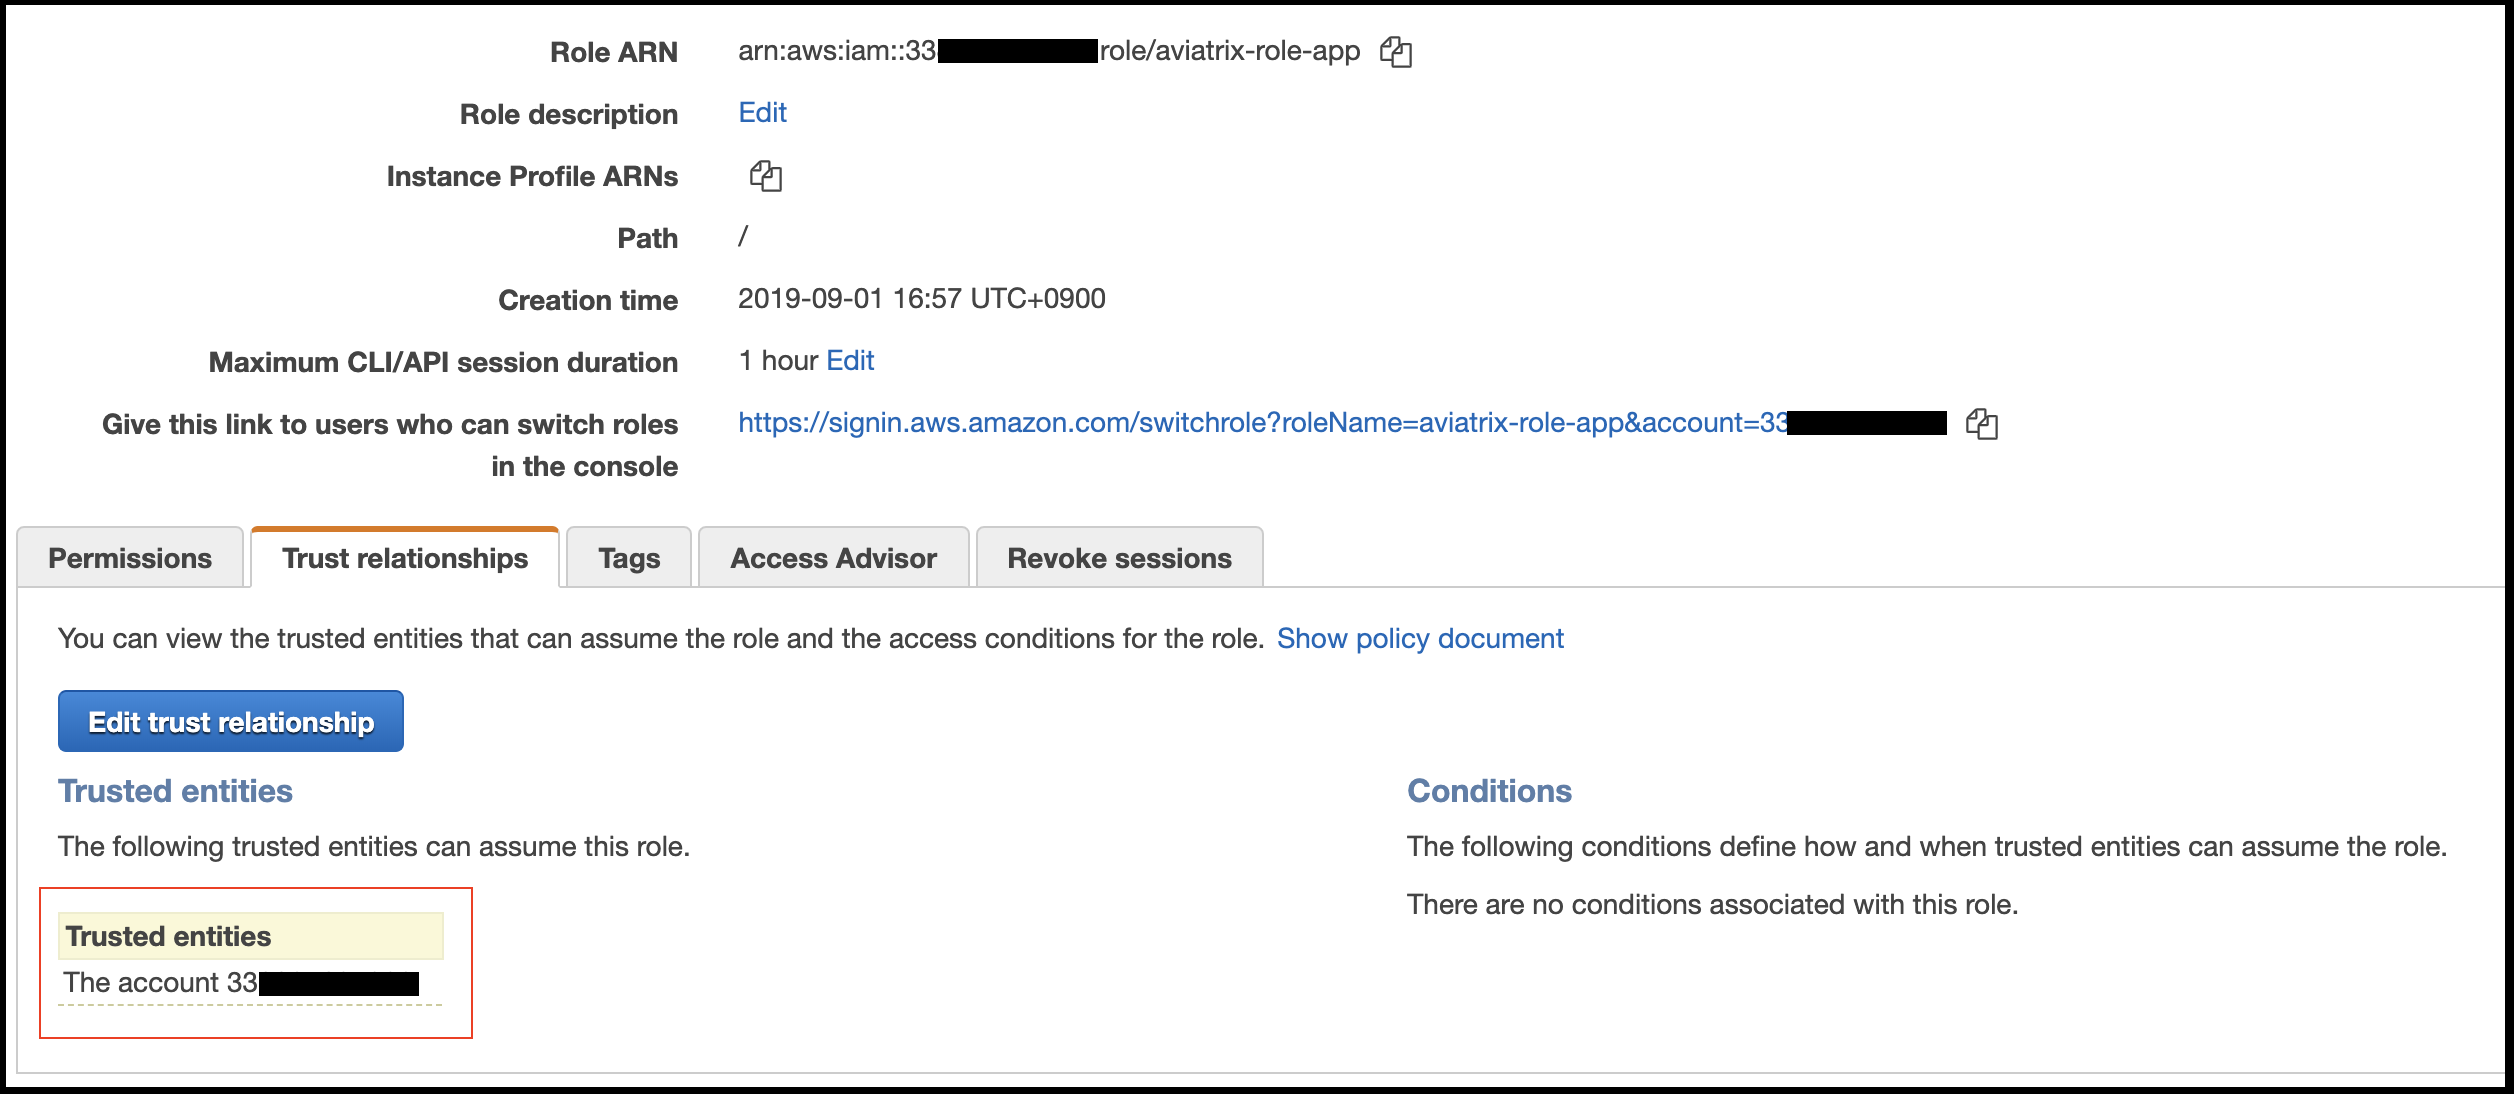 Role ARN arn:aws:iam::33 role/aviatrix-role-app
Role description Edit
Instance Profile ARNs
Path /
Creation time 2019-09-01 16:57 UTC+0900
Maximum CLI/API session duration 1 hour Edit
Give this link to users who can switch roles https://signin.aws.amazon.com/switchrole?roleName=aviatrix-role-app&account=33
in the console
Permissions Trust relationships Tags Access Advisor Revoke sessions
You can view the trusted entities that can assume the role and the access conditions for the role. Show policy document
Edit trust relationship
Trusted entities
The following trusted entities can assume this role.
Trusted entities
The account 33
Conditions
The following conditions define how and when trusted entities can assume the role.
There are no conditions associated with this role.